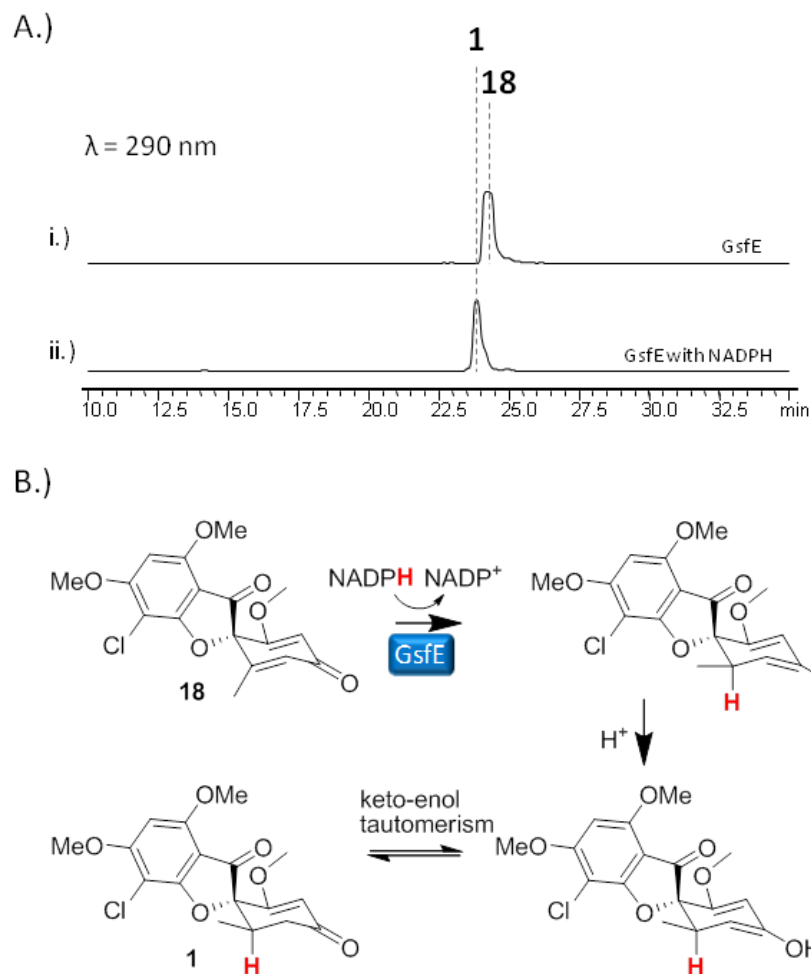 A.)
1
18
λ = 290 nm
i.)
GsfE
ii.)
GsfE with NADPH
10.0 12.5 15.0 17.5 20.0 22.5 25.0 27.5 30.0 32.5 min
B.)
OMe
MeO
O
O
Cl
O
O
18
NADPH NADP+
GsfE
OMe
MeO
O
O
Cl
O
H
H+
OMe
MeO
O
O
Cl
O
O
H
1
keto-enol
tautomerism
OMe
MeO
O
O
Cl
O
OH
H